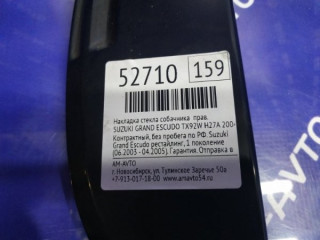 52710 159
Накладка стекла собачника прав.
SUZUKI GRAND ESCUDO TX92W H27A 200-
Контрактный, без пробега по РФ. Suzuki
Grand Escudo рестайлинг, 1 поколение
(06.2003 - 04.2005). Гарантия. Отправка в
AM-AVTO
г. Новосибирск, ул. Тулинское Заречье 50а
+7-913-017-18-00 www.amavto54.ru